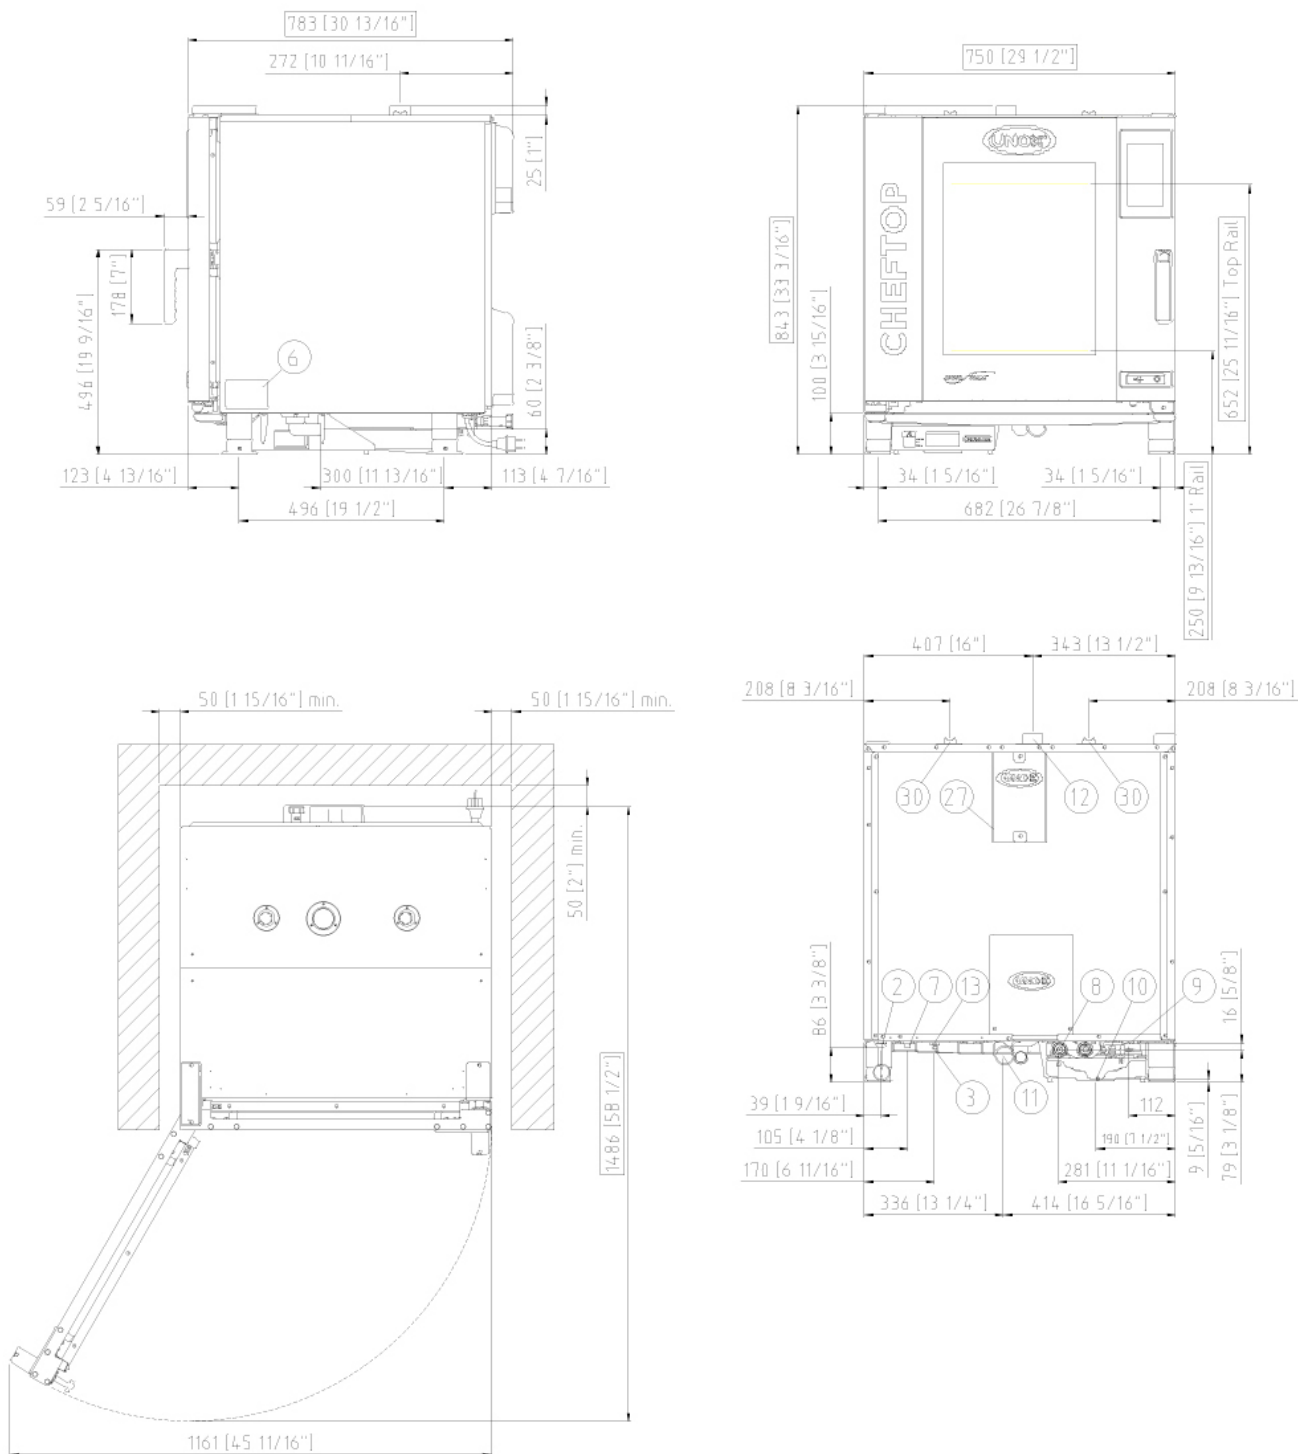 783 [30 13/16"]
272 [10 11/16"]
25 [1"]
59 [2 5/16"]
178 [7"]
496 [19 9/16"]
6
60 [2 3/8"]
123 [4 13/16"]
300 [11 13/16"]
113 [4 7/16"]
496 [19 1/2"]
750 [29 1/2"]
UNOX
CHEFTOP
843 [33 3/16"]
100 [3 15/16"]
652 [25 11/16"] Top Rail
34 [1 5/16"]
34 [1 5/16"]
682 [26 7/8"]
250 [9 13/16"] 1' Rail
50 [1 15/16"] min.
50 [1 15/16"] min.
50 [2"] min.
1486 [58 1/2"]
1161 [45 11/16"]
407 [16"]
343 [13 1/2"]
208 [8 3/16"]
208 [8 3/16"]
30
27
12
30
UNOX
UNOX
86 [3 3/8"]
2
7
13
8
10
9
16 [5/8"]
3
11
39 [1 9/16"]
112
105 [4 1/8"]
190 [7 1/2"]
9 [5/16"]
79 [3 1/8"]
170 [6 11/16"]
281 [11 1/16"]
336 [13 1/4"]
414 [16 5/16"]